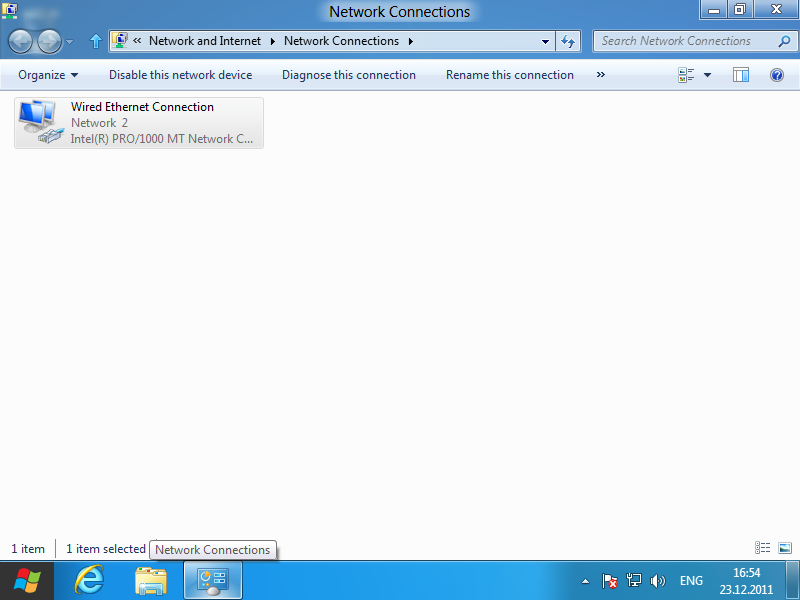 Network Connections
« Network and Internet Network Connections
Search Network Connections
Organize Disable this network device Diagnose this connection Rename this connection »
Wired Ethernet Connection
Network 2
Intel(R) PRO/1000 MT Network C...
1 item 1 item selected
Network Connections
ENG
16:54
23.12.2011